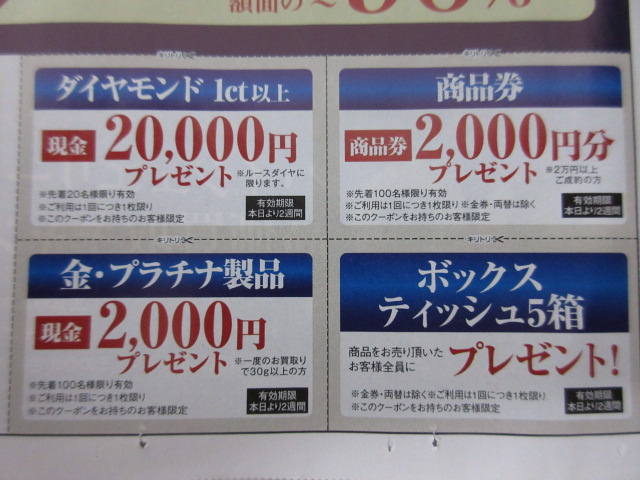 額面の～90%
キリトリ
キリトリ
ダイヤモンド 1ct以上
現金 20,000円
プレゼント ※ルースダイヤに
限ります。
※先着20名様限り有効
※ご利用は1回につき1枚限り
※このクーポンをお持ちのお客様限定
有効期限
本日より2週間
商品券
商品券 2,000円分
プレゼント ※2万円以上
ご成約の方
※先着100名様限り有効
※ご利用は1回につき1枚限り※金券・両替は除く
※このクーポンをお持ちのお客様限定
有効期限
本日より2週間
キリトリ
キリトリ
金・プラチナ製品
現金 2,000円
プレゼント ※一度のお買取り
で30g以上の方
※先着100名様限り有効
※ご利用は1回につき1枚限り
※このクーポンをお持ちのお客様限定
有効期限
本日より2週間
ボックス
ティッシュ5箱
商品をお売り頂いた
お客様全員に プレゼント!
※金券・両替は除く※ご利用は1回につき1枚限り
※このクーポンをお持ちのお客様限定
有効期限
本日より2週間